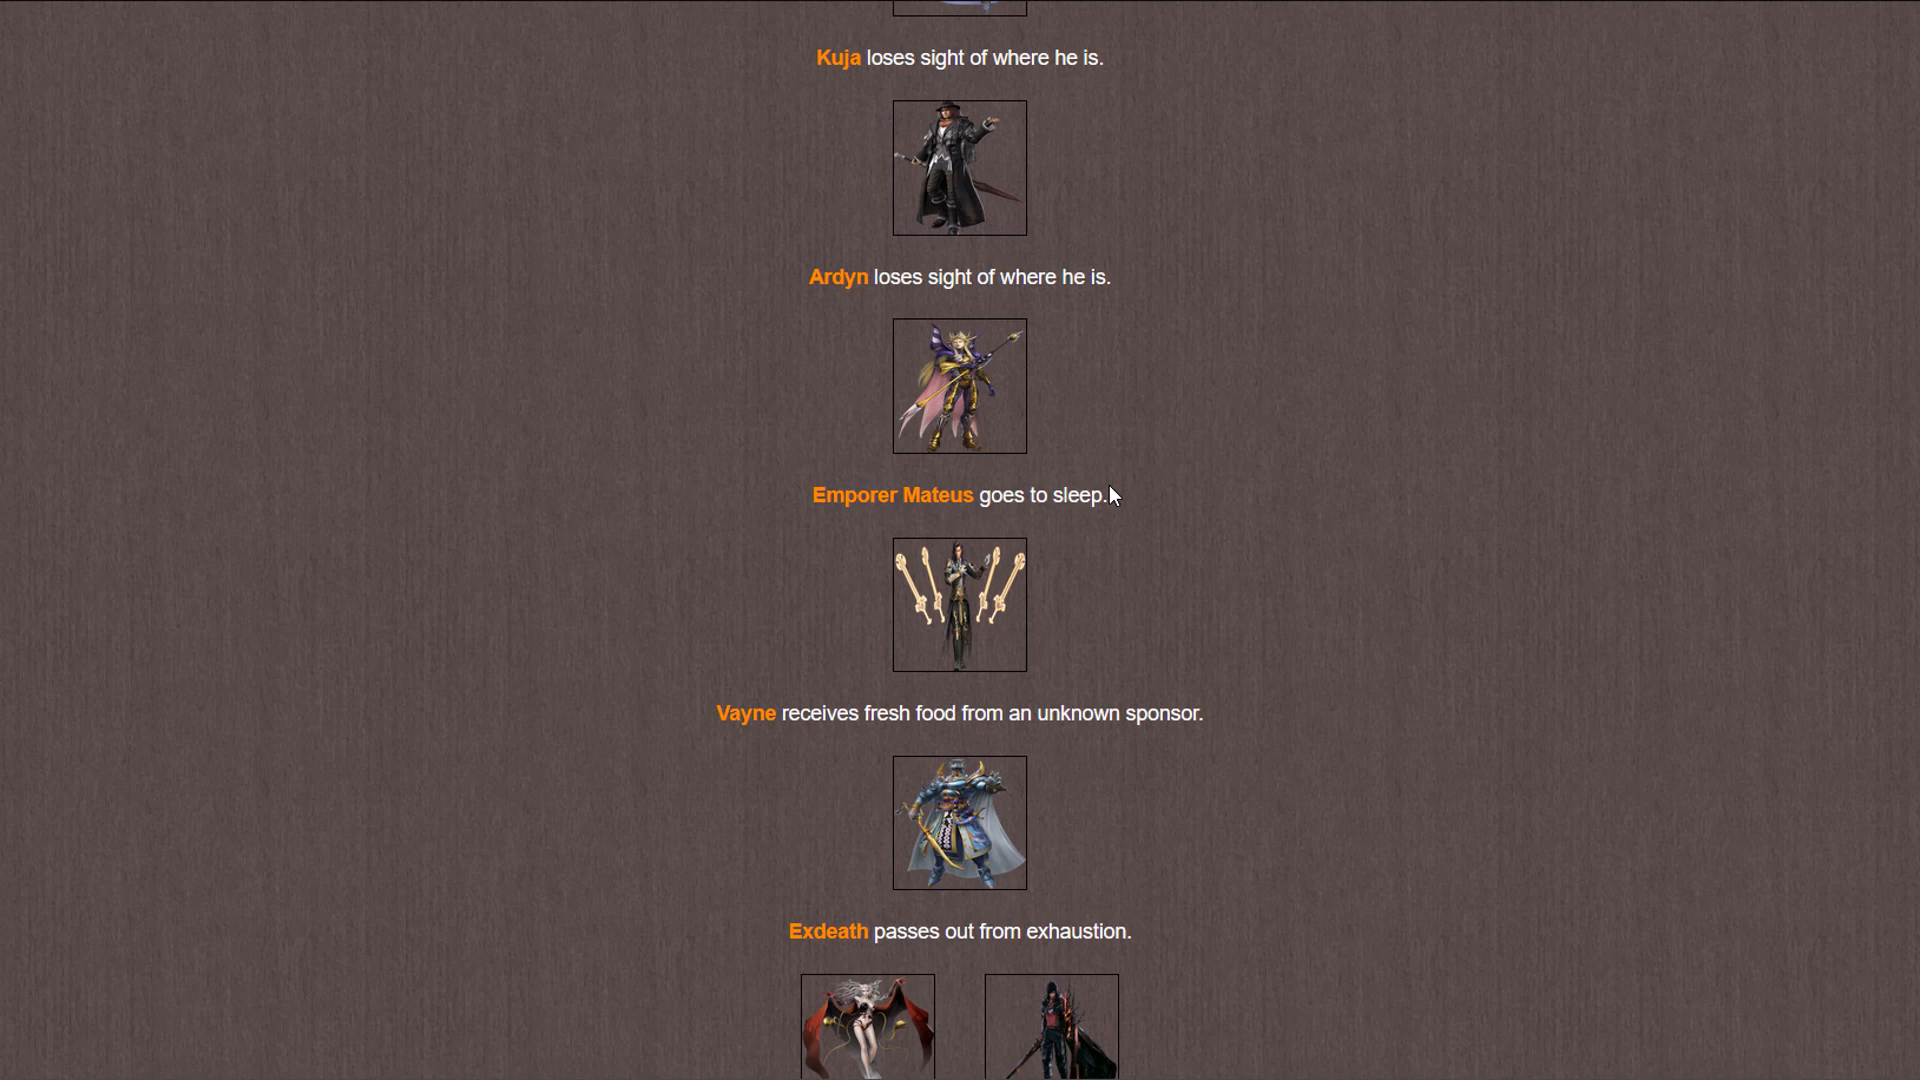 Kuja loses sight of where he is.
Ardyn loses sight of where he is.
Emporer Mateus goes to sleep.
Vayne receives fresh food from an unknown sponsor.
Exdeath passes out from exhaustion.